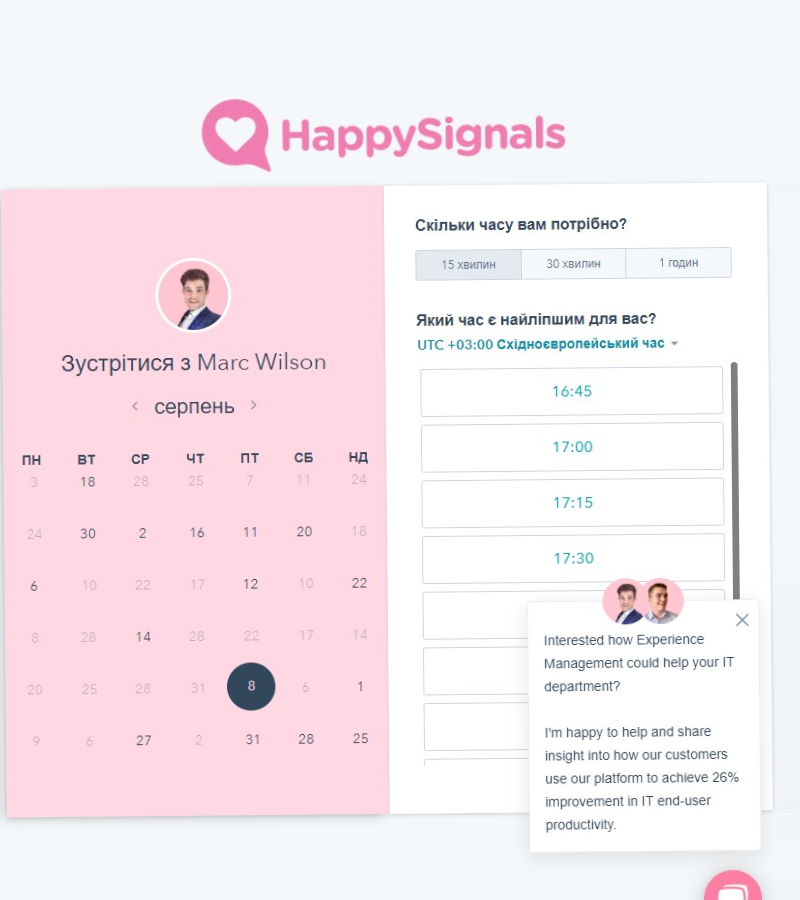 HappySignals
Зустрітися з Marc Wilson
серпень
ПН ВТ СР ЧТ ПТ СБ НД
3 18 28 25 7 11 24
24 30 2 16 11 20 18
6 10 22 17 12 10 22
8 28 14 28 22 17 14
20 25 28 31 8 6 1
9 6 27 2 31 28 25
Скільки часу вам потрібно?
15 хвилин 30 хвилин 1 годин
Який час є найліпшим для вас?
UTC +03:00 Східноєвропейський час
16:45
17:00
17:15
17:30
Interested how Experience
Management could help your IT
department?
I'm happy to help and share
insight into how our customers
use our platform to achieve 26%
improvement in IT end-user
productivity.